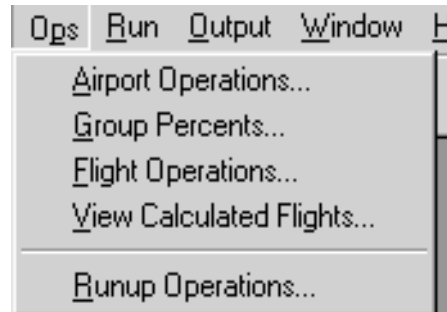 Ops Run Output Window H
Airport Operations...
Group Percents...
Flight Operations...
View Calculated Flights...
Runup Operations...